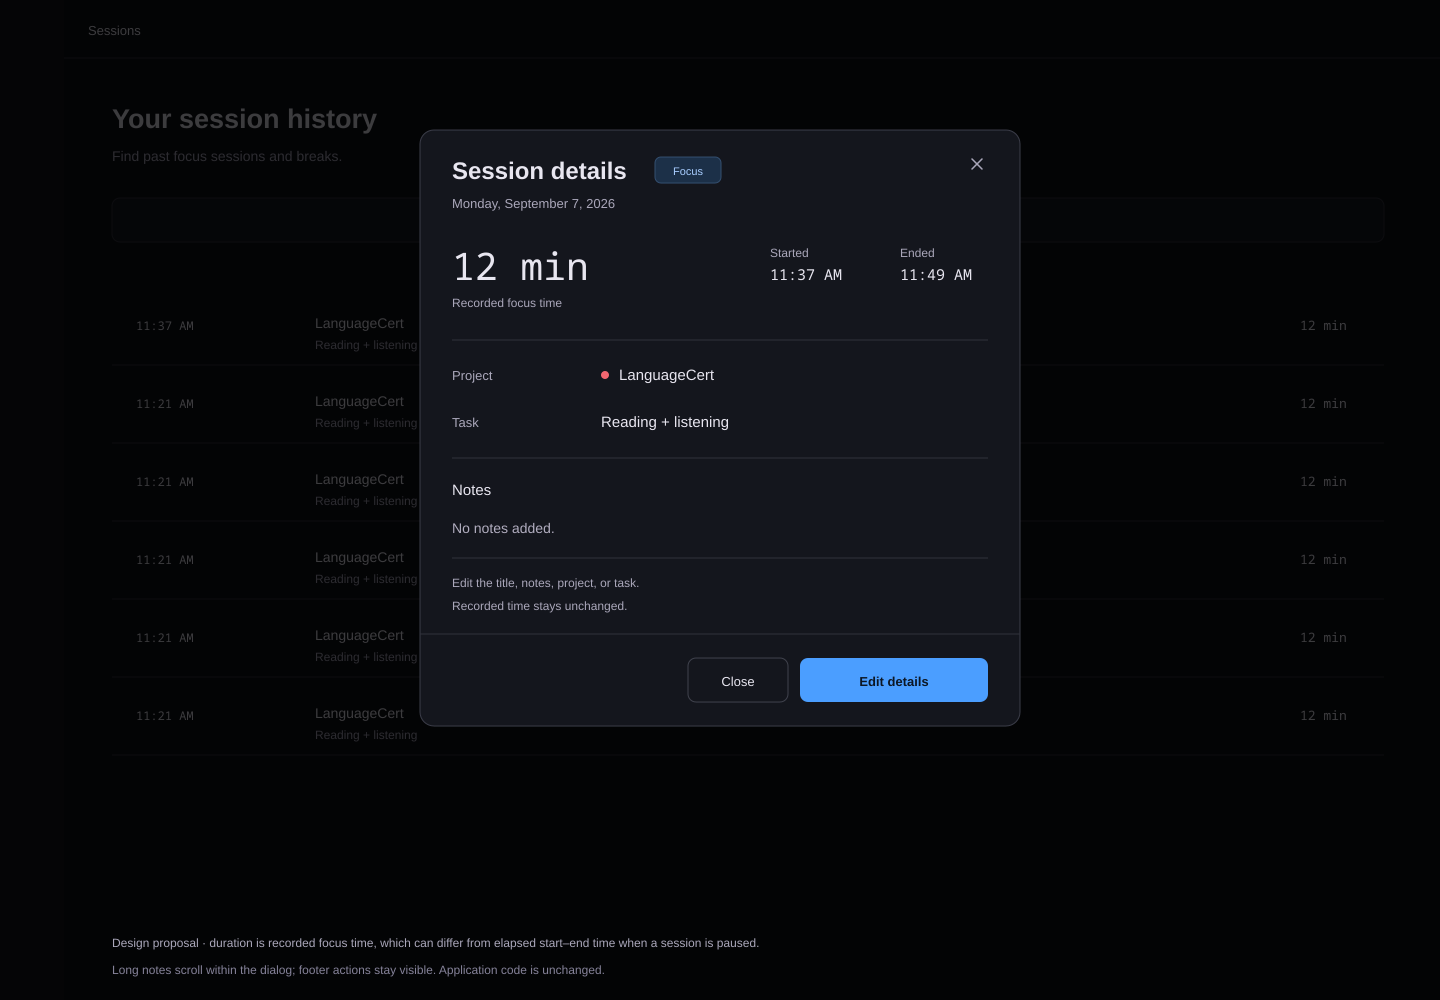 Sessions
Your session history
Find past focus sessions and breaks.
Session details
Focus
Monday, September 7, 2026
12 min
Recorded focus time
Started
11:37 AM
Ended
11:49 AM
Project
LanguageCert
Task
Reading + listening
Notes
No notes added.
Edit the title, notes, project, or task.
Recorded time stays unchanged.
Close
Edit details
11:37 AM
LanguageCert
Reading + listening
12 min
11:21 AM
LanguageCert
Reading + listening
12 min
11:21 AM
LanguageCert
Reading + listening
12 min
11:21 AM
LanguageCert
Reading + listening
12 min
11:21 AM
LanguageCert
Reading + listening
12 min
11:21 AM
LanguageCert
Reading + listening
12 min
Design proposal · duration is recorded focus time, which can differ from elapsed start–end time when a session is paused.
Long notes scroll within the dialog; footer actions stay visible. Application code is unchanged.